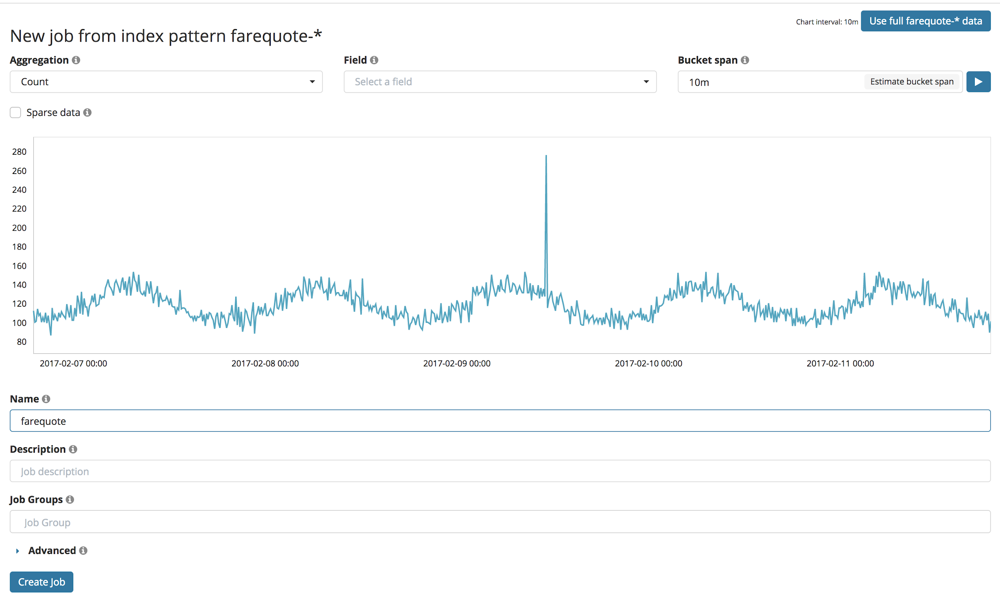 Chart interval: 10m Use full farequote-* data
New job from index pattern farequote-*
Aggregation Field Bucket span
Count Select a field 10m Estimate bucket span
Sparse data
280
260
240
220
200
180
160
140
120
100
80
2017-02-07 00:00 2017-02-08 00:00 2017-02-09 00:00 2017-02-10 00:00 2017-02-11 00:00
Name
farequote
Description
Job description
Job Groups
Job Group
Advanced
Create Job